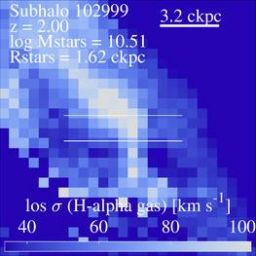 Subhalo 102999
3.2 ckpc
z = 2.00
log Mstars = 10.51
Rstars = 1.62 ckpc
los σ (H-alpha gas) [km s⁻¹]
40 60 80 100